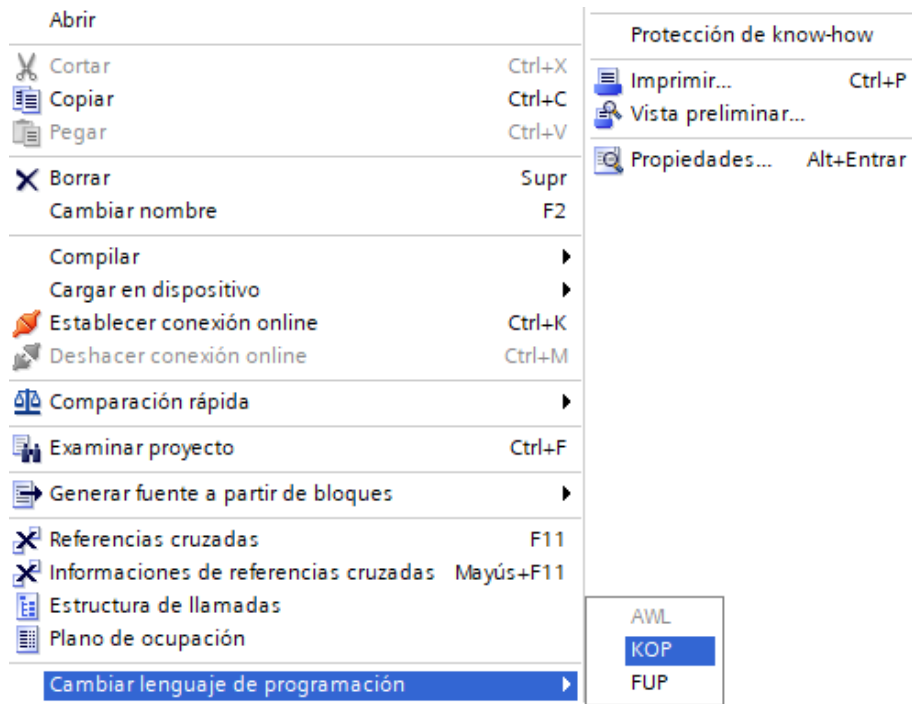 Abrir
Cortar Ctrl+X
Copiar Ctrl+C
Pegar Ctrl+V
Borrar Supr
Cambiar nombre F2
Compilar
Cargar en dispositivo
Establecer conexión online Ctrl+K
Deshacer conexión online Ctrl+M
Comparación rápida
Examinar proyecto Ctrl+F
Generar fuente a partir de bloques
Referencias cruzadas F11
Informaciones de referencias cruzadas Mayús+F11
Estructura de llamadas
Plano de ocupación
Cambiar lenguaje de programación
Protección de know-how
Imprimir... Ctrl+P
Vista preliminar...
Propiedades... Alt+Entrar
AWL
KOP
FUP